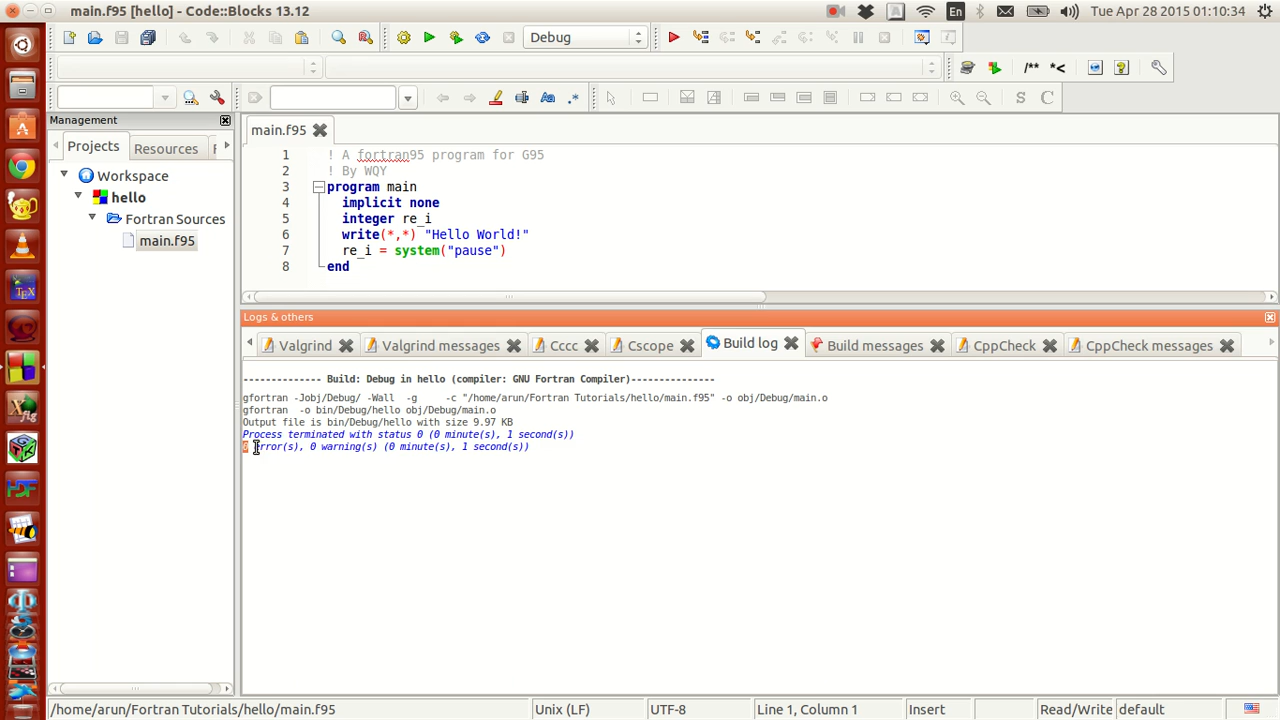 main.f95 [hello] - Code::Blocks 13.12
En
Tue Apr 28 2015 01:10:34
Debug
/** *<
S C
Management
Projects
Resources
main.f95
Workspace
hello
Fortran Sources
main.f95
1 ! A fortran95 program for G95
2 ! By WQY
3 program main
4 implicit none
5 integer re_i
6 write(*,*) "Hello World!"
7 re_i = system("pause")
8 end
Logs & others
Valgrind
Valgrind messages
Cccc
Cscope
Build log
Build messages
CppCheck
CppCheck messages
-------------- Build: Debug in hello (compiler: GNU Fortran Compiler)---------------
gfortran -Jobj/Debug/ -Wall -g -c "/home/arun/Fortran Tutorials/hello/main.f95" -o obj/Debug/main.o
gfortran -o bin/Debug/hello obj/Debug/main.o
Output file is bin/Debug/hello with size 9.97 KB
Process terminated with status 0 (0 minute(s), 1 second(s))
0 error(s), 0 warning(s) (0 minute(s), 1 second(s))
/home/arun/Fortran Tutorials/hello/main.f95
Unix (LF)
UTF-8
Line 1, Column 1
Insert
Read/Write
default